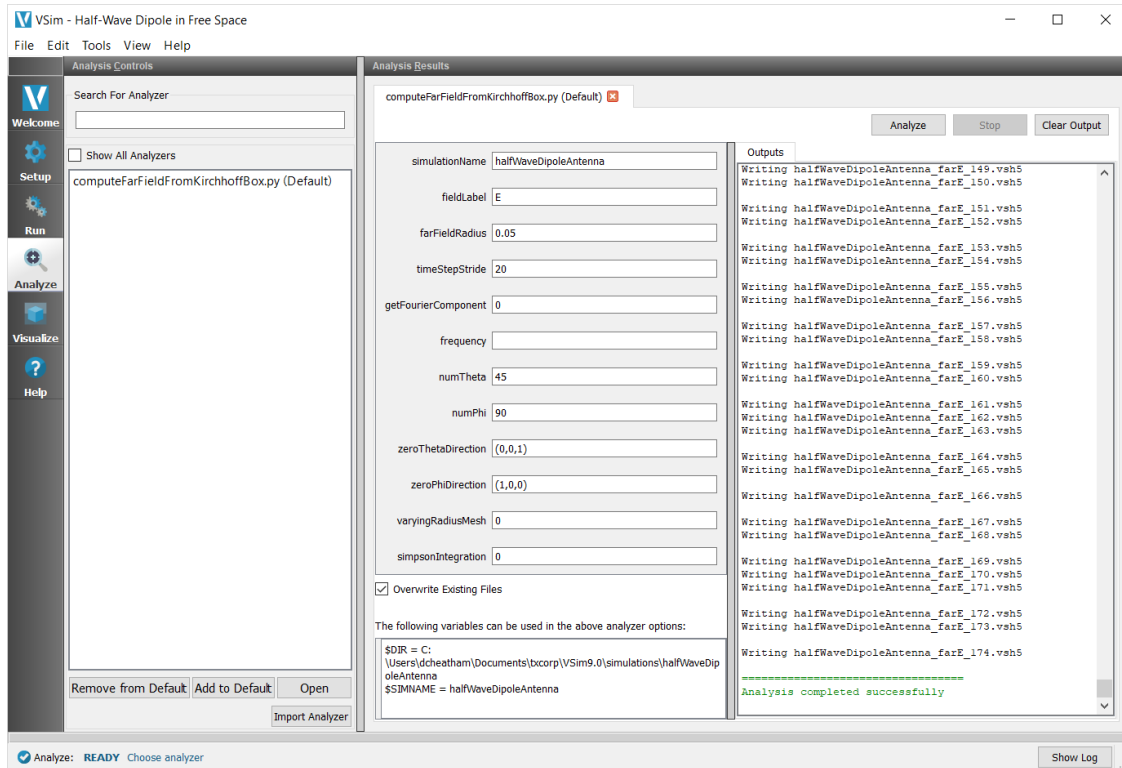 VSim - Half-Wave Dipole in Free Space
File Edit Tools View Help
Analysis Controls
Analysis Results
Welcome
Setup
Run
Analyze
Visualize
Help
Search For Analyzer
Show All Analyzers
computeFarFieldFromKirchhoffBox.py (Default)
Remove from Default
Add to Default
Open
Import Analyzer
computeFarFieldFromKirchhoffBox.py (Default)
Analyze
Stop
Clear Output
simulationName halfWaveDipoleAntenna
fieldLabel E
farFieldRadius 0.05
timeStepStride 20
getFourierComponent 0
frequency
numTheta 45
numPhi 90
zeroThetaDirection (0,0,1)
zeroPhiDirection (1,0,0)
varyingRadiusMesh 0
simpsonIntegration 0
Overwrite Existing Files
The following variables can be used in the above analyzer options:
$DIR = C:
\Users\dcheatham\Documents\txcorp\VSim9.0\simulations\halfWaveDip
oleAntenna
$SIMNAME = halfWaveDipoleAntenna
Outputs
Writing halfWaveDipoleAntenna_farE_149.vsh5
Writing halfWaveDipoleAntenna_farE_150.vsh5
Writing halfWaveDipoleAntenna_farE_151.vsh5
Writing halfWaveDipoleAntenna_farE_152.vsh5
Writing halfWaveDipoleAntenna_farE_153.vsh5
Writing halfWaveDipoleAntenna_farE_154.vsh5
Writing halfWaveDipoleAntenna_farE_155.vsh5
Writing halfWaveDipoleAntenna_farE_156.vsh5
Writing halfWaveDipoleAntenna_farE_157.vsh5
Writing halfWaveDipoleAntenna_farE_158.vsh5
Writing halfWaveDipoleAntenna_farE_159.vsh5
Writing halfWaveDipoleAntenna_farE_160.vsh5
Writing halfWaveDipoleAntenna_farE_161.vsh5
Writing halfWaveDipoleAntenna_farE_162.vsh5
Writing halfWaveDipoleAntenna_farE_163.vsh5
Writing halfWaveDipoleAntenna_farE_164.vsh5
Writing halfWaveDipoleAntenna_farE_165.vsh5
Writing halfWaveDipoleAntenna_farE_166.vsh5
Writing halfWaveDipoleAntenna_farE_167.vsh5
Writing halfWaveDipoleAntenna_farE_168.vsh5
Writing halfWaveDipoleAntenna_farE_169.vsh5
Writing halfWaveDipoleAntenna_farE_170.vsh5
Writing halfWaveDipoleAntenna_farE_171.vsh5
Writing halfWaveDipoleAntenna_farE_172.vsh5
Writing halfWaveDipoleAntenna_farE_173.vsh5
Writing halfWaveDipoleAntenna_farE_174.vsh5
==================================
Analysis completed successfully
Analyze: READY Choose analyzer
Show Log